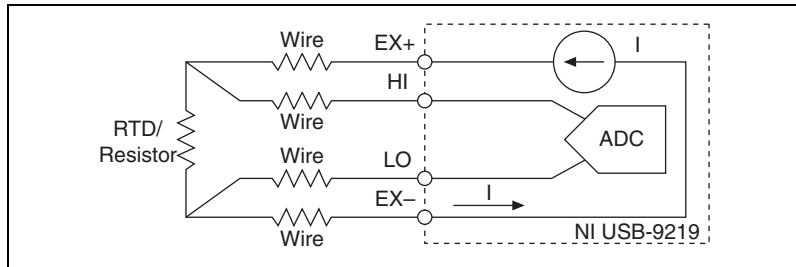 Wire
EX+
I
HI
Wire
RTD/
Resistor
ADC
Wire
LO
EX–
I
Wire
NI USB-9219